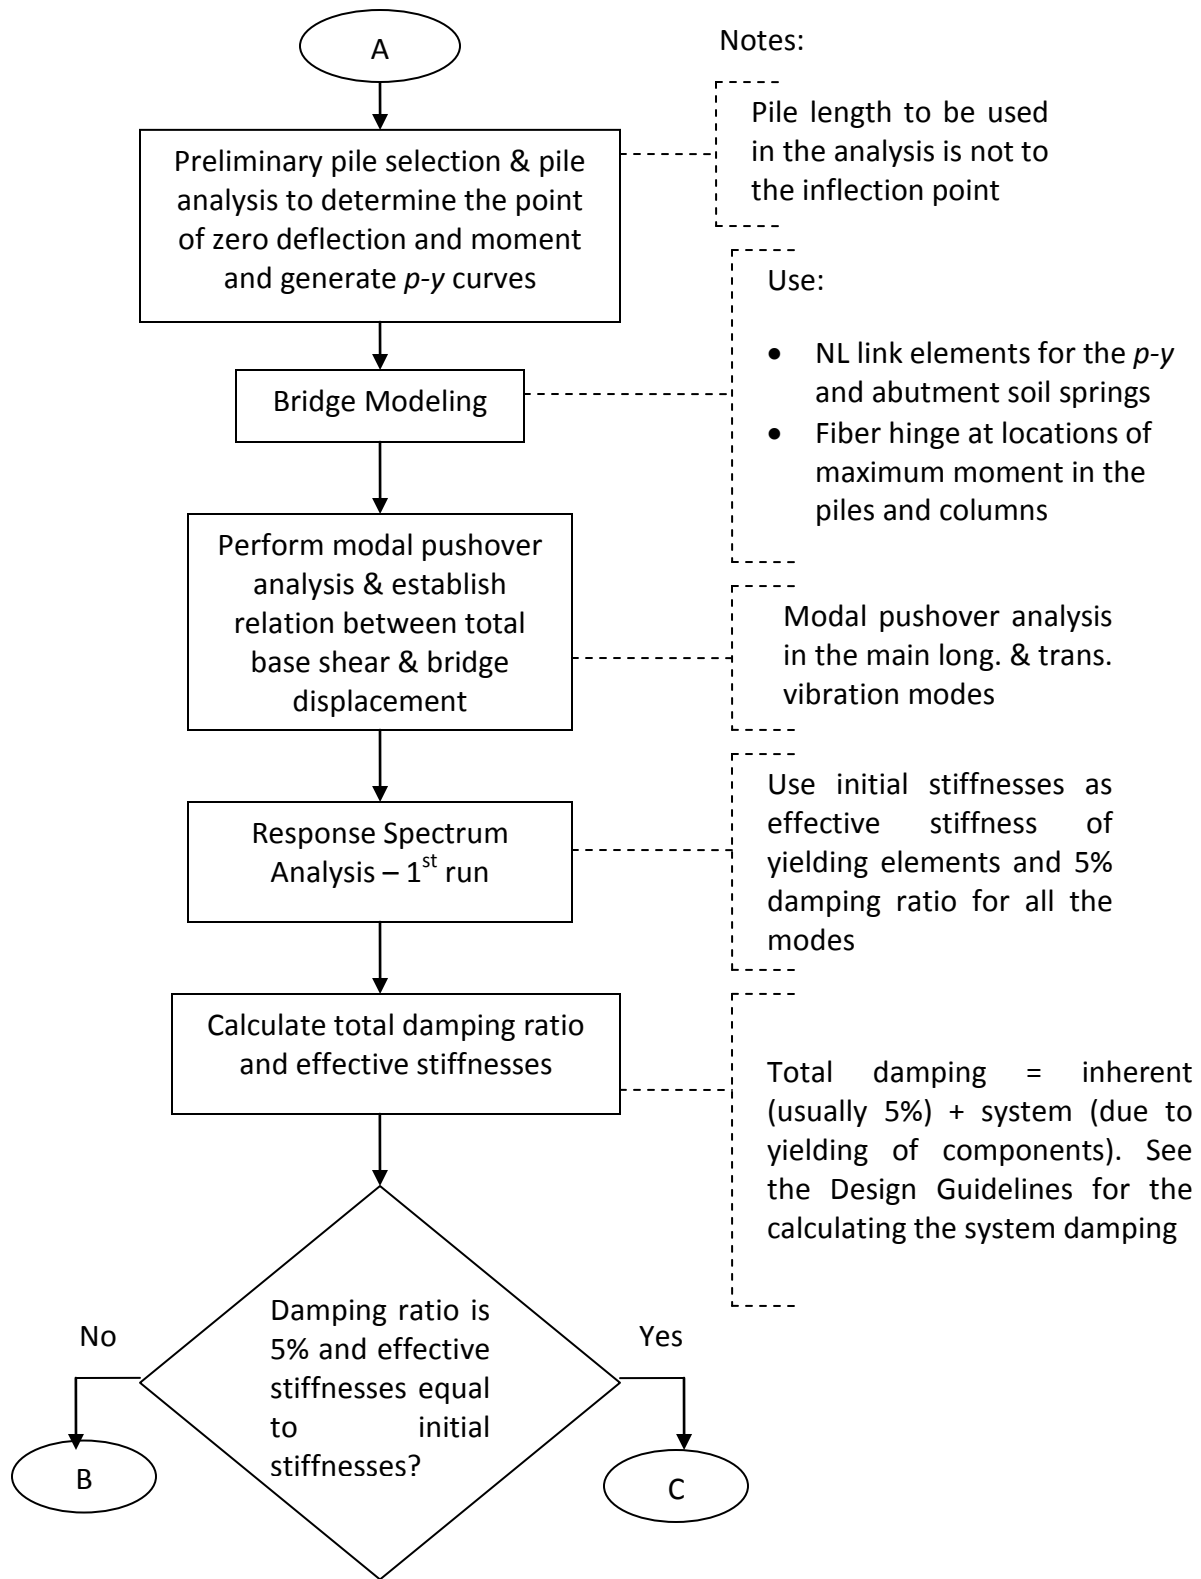 A
Notes:
Pile length to be used
in the analysis is not to
the inflection point
Preliminary pile selection & pile
analysis to determine the point
of zero deflection and moment
and generate p-y curves
Use:
• NL link elements for the p-y
and abutment soil springs
• Fiber hinge at locations of
maximum moment in the
piles and columns
Bridge Modeling
Perform modal pushover
analysis & establish
relation between total
base shear & bridge
displacement
Modal pushover analysis
in the main long. & trans.
vibration modes
Response Spectrum
Analysis – 1st run
Use initial stiffnesses as
effective stiffness of
yielding elements and 5%
damping ratio for all the
modes
Calculate total damping ratio
and effective stiffnesses
Total damping = inherent
(usually 5%) + system (due to
yielding of components). See
the Design Guidelines for the
calculating the system damping
Damping ratio is
5% and effective
stiffnesses equal
to initial
stiffnesses?
No
Yes
B
C